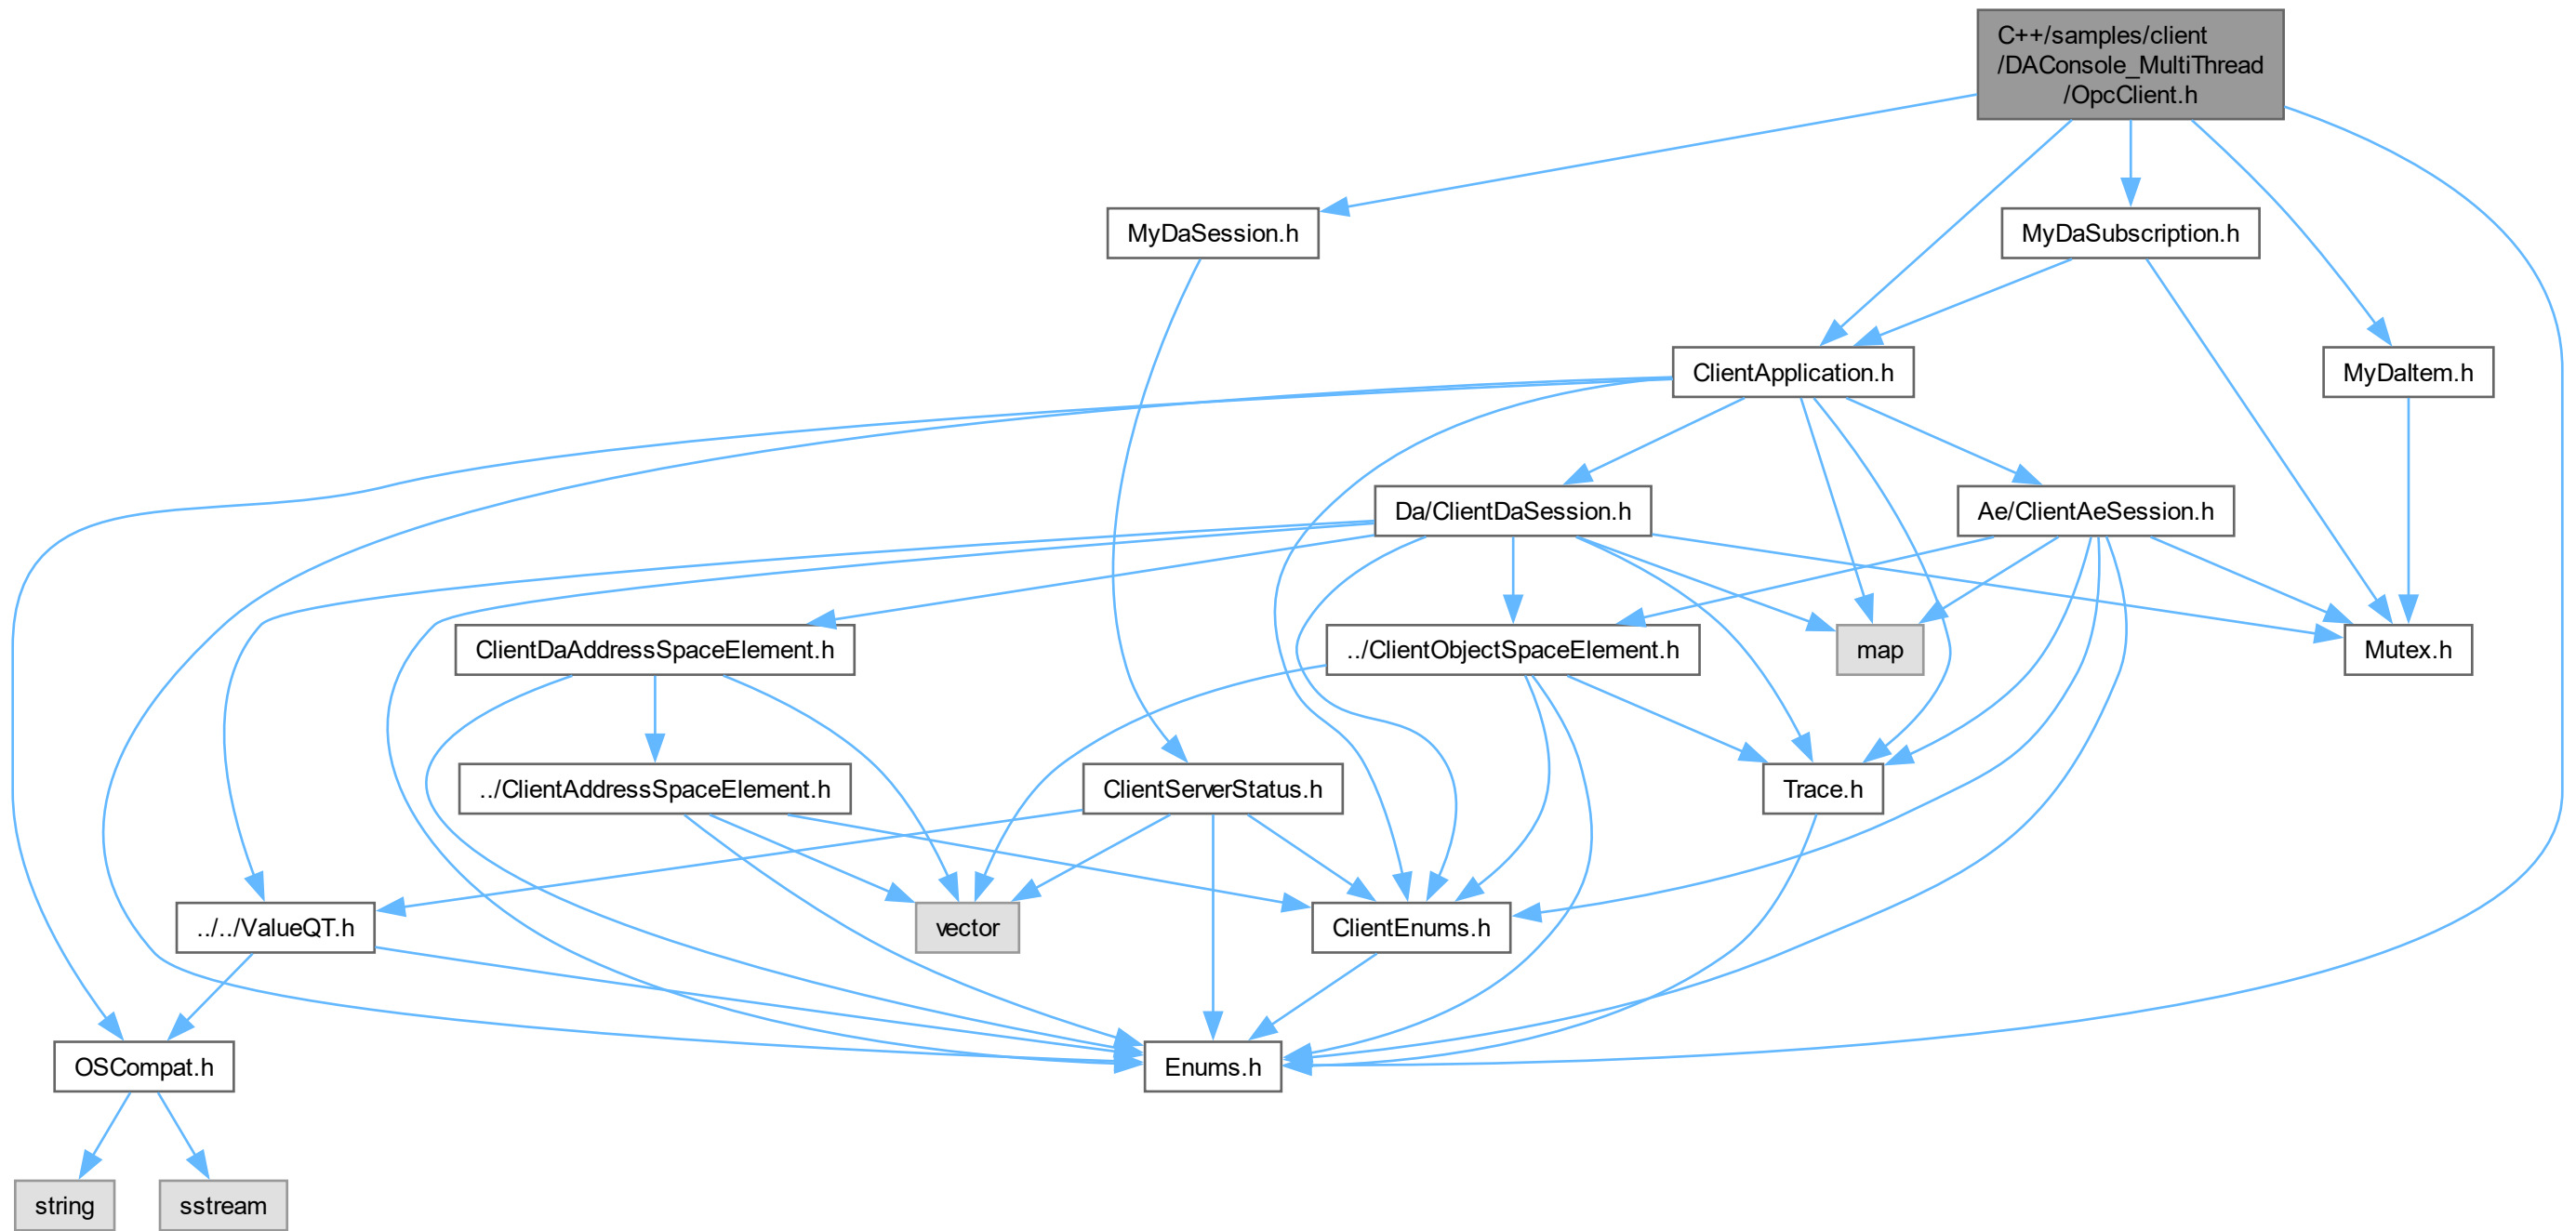 C++/samples/client
/DAConsole_MultiThread
/OpcClient.h
MyDaSession.h
MyDaSubscription.h
ClientApplication.h
MyDaItem.h
Da/ClientDaSession.h
Ae/ClientAeSession.h
ClientDaAddressSpaceElement.h
../ClientObjectSpaceElement.h
map
Mutex.h
../ClientAddressSpaceElement.h
ClientServerStatus.h
Trace.h
../../ValueQT.h
vector
ClientEnums.h
OSCompat.h
Enums.h
string
sstream